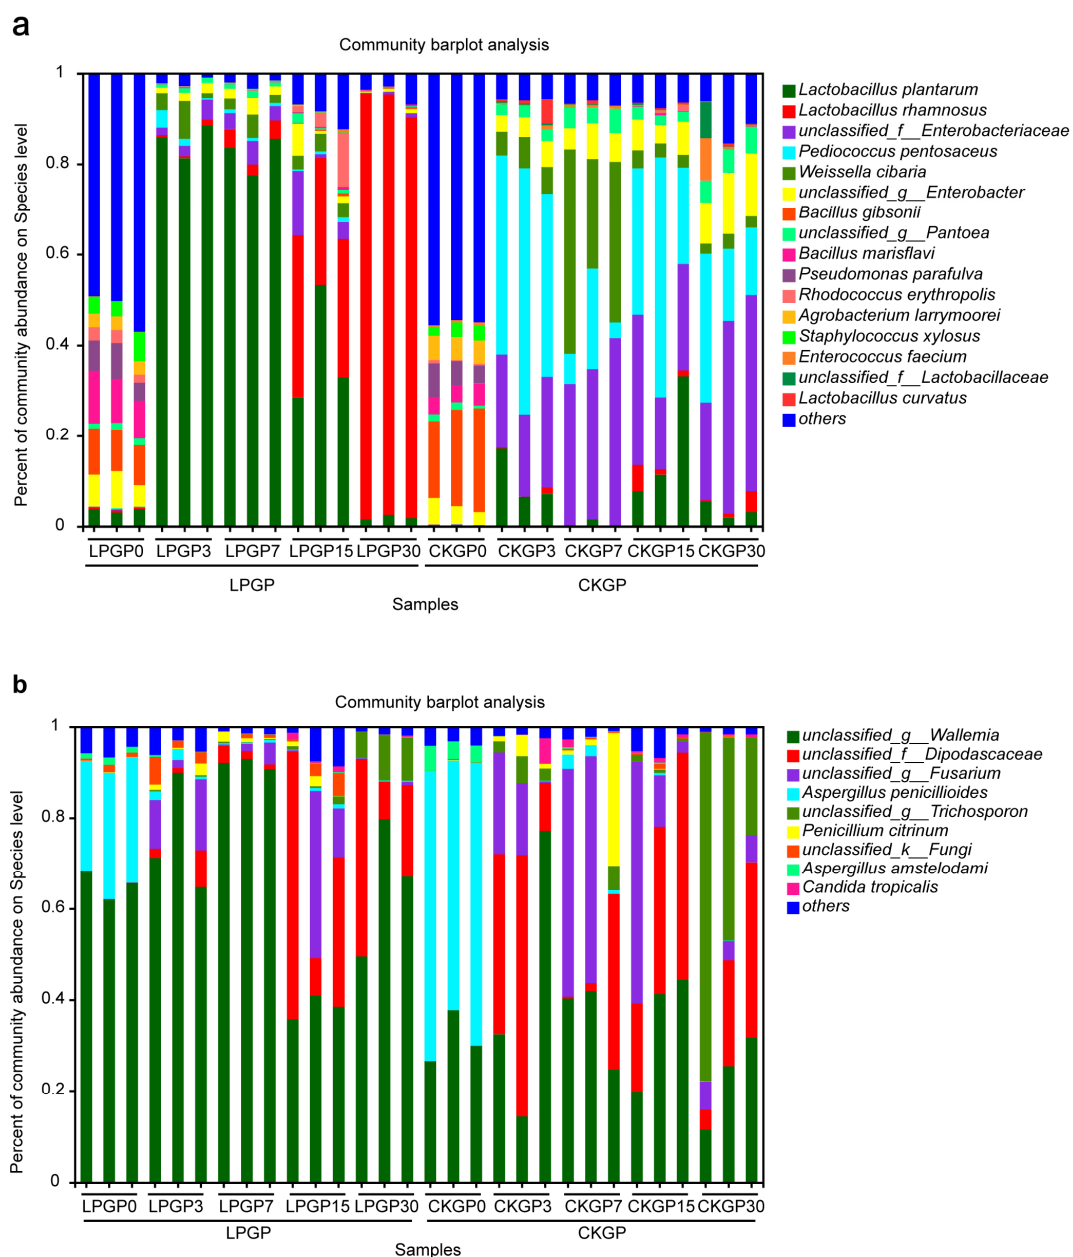 a
Community barplot analysis
Percent of community abundance on Species level
1
0.8
0.6
0.4
0.2
0
LPGP0 LPGP3 LPGP7 LPGP15 LPGP30 CKGP0 CKGP3 CKGP7 CKGP15 CKGP30
LPGP CKGP
Samples
Lactobacillus plantarum
Lactobacillus rhamnosus
unclassified_f__Enterobacteriaceae
Pediococcus pentosaceus
Weissella cibaria
unclassified_g__Enterobacter
Bacillus gibsonii
unclassified_g__Pantoea
Bacillus marisflavi
Pseudomonas parafulva
Rhodococcus erythropolis
Agrobacterium larrymoorei
Staphylococcus xylosus
Enterococcus faecium
unclassified_f__Lactobacillaceae
Lactobacillus curvatus
others
b
Community barplot analysis
Percent of community abundance on Species level
1
0.8
0.6
0.4
0.2
0
LPGP0 LPGP3 LPGP7 LPGP15 LPGP30 CKGP0 CKGP3 CKGP7 CKGP15 CKGP30
LPGP CKGP
Samples
unclassified_g__Wallemia
unclassified_f__Dipodascaceae
unclassified_g__Fusarium
Aspergillus penicillioides
unclassified_g__Trichosporon
Penicillium citrinum
unclassified_k__Fungi
Aspergillus amstelodami
Candida tropicalis
others